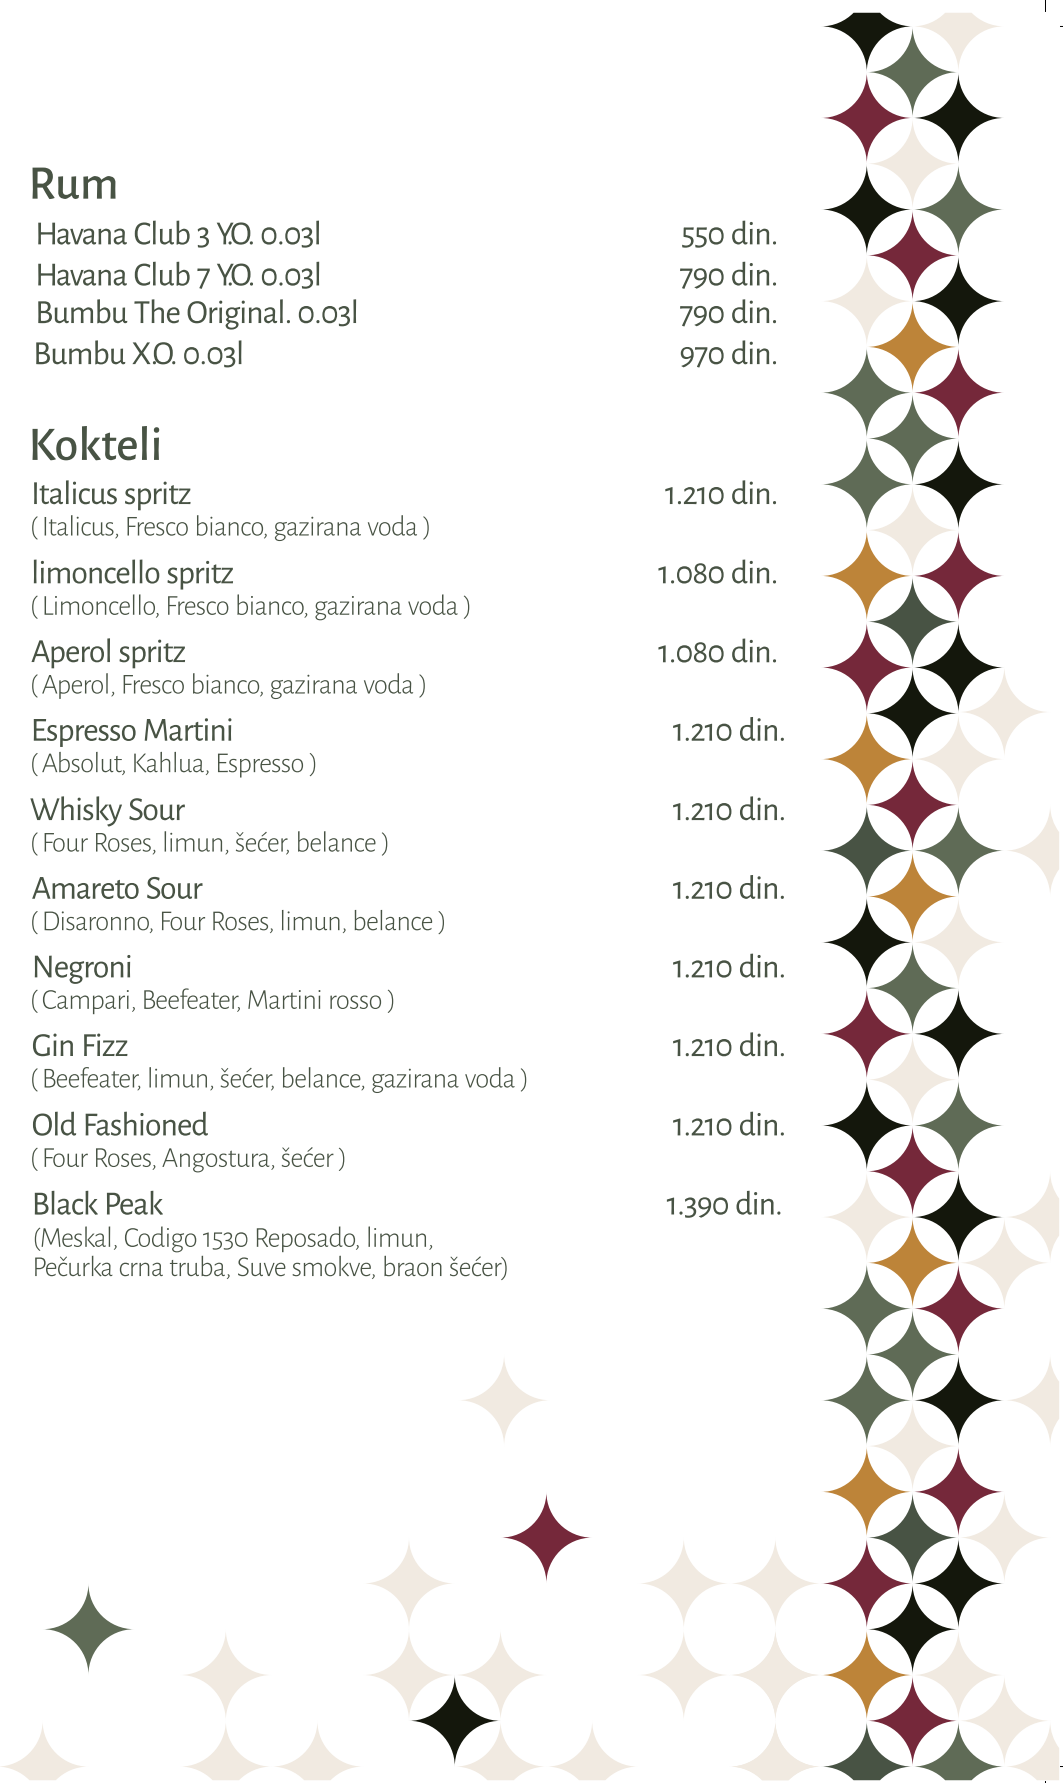 Rum
Havana Club 3 Y.O. 0.03l 550 din.
Havana Club 7 Y.O. 0.03l 790 din.
Bumbu The Original. 0.03l 790 din.
Bumbu X.O. 0.03l 970 din.
Kokteli
Italicus spritz 1.210 din.
( Italicus, Fresco bianco, gazirana voda )
limoncello spritz 1.080 din.
( Limoncello, Fresco bianco, gazirana voda )
Aperol spritz 1.080 din.
( Aperol, Fresco bianco, gazirana voda )
Espresso Martini 1.210 din.
( Absolut, Kahlua, Espresso )
Whisky Sour 1.210 din.
( Four Roses, limun, šećer, belance )
Amareto Sour 1.210 din.
( Disaronno, Four Roses, limun, belance )
Negroni 1.210 din.
( Campari, Beefeater, Martini rosso )
Gin Fizz 1.210 din.
( Beefeater, limun, šećer, belance, gazirana voda )
Old Fashioned 1.210 din.
( Four Roses, Angostura, šećer )
Black Peak 1.390 din.
(Meskal, Codigo 1530 Reposado, limun,
Pečurka crna truba, Suve smokve, braon šećer)